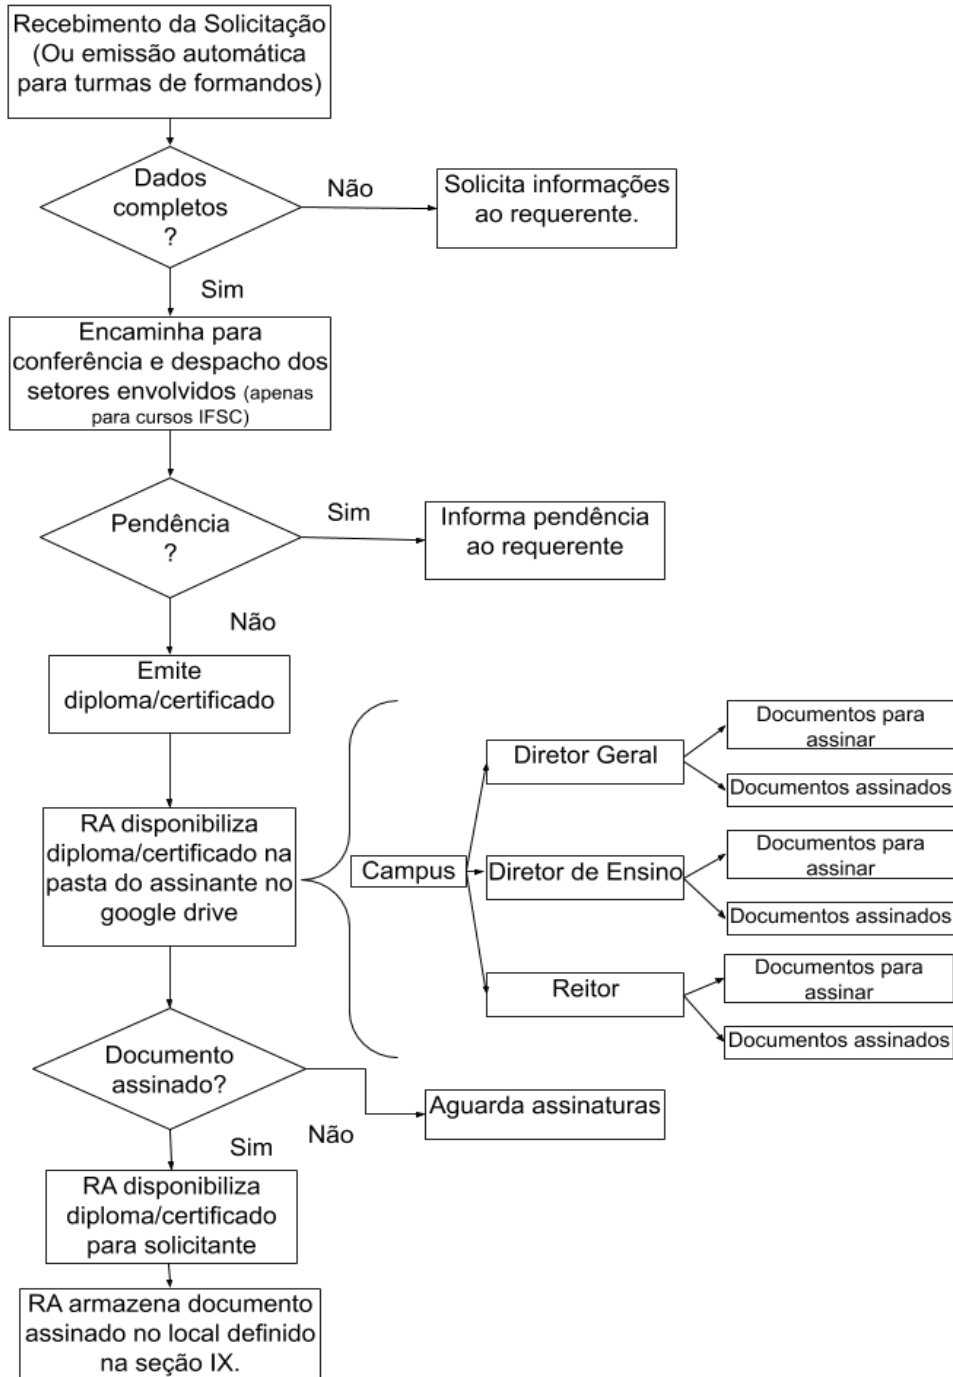 Recebimento da Solicitação
(Ou emissão automática
para turmas de formandos)
Dados
completos
?
Não
Solicita informações
ao requerente.
Sim
Encaminha para
conferência e despacho dos
setores envolvidos (apenas
para cursos IFSC)
Pendência
?
Sim
Informa pendência
ao requerente
Não
Emite
diploma/certificado
RA disponibiliza
diploma/certificado na
pasta do assinante no
google drive
Campus
Diretor Geral
Documentos para
assinar
Documentos assinados
Diretor de Ensino
Documentos para
assinar
Documentos assinados
Reitor
Documentos para
assinar
Documentos assinados
Documento
assinado?
Não
Aguarda assinaturas
Sim
RA disponibiliza
diploma/certificado
para solicitante
RA armazena documento
assinado no local definido
na seção IX.